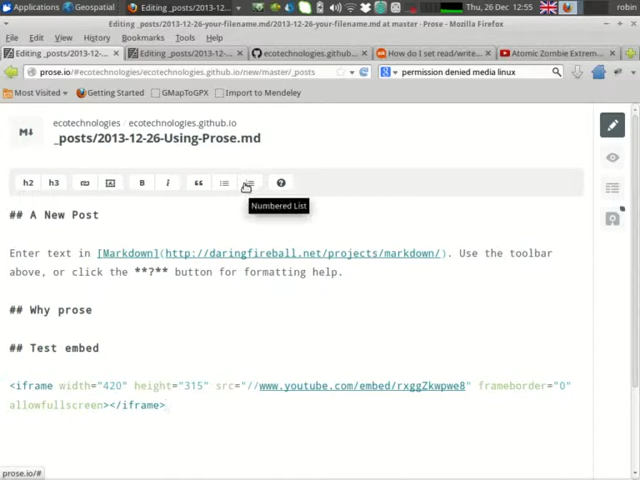 Applications Geospatial Editing _posts/2013-12-... Thu, 26 Dec, 12:55 robin
Editing _posts/2013-12-26-your-filename.md/2013-12-26-your-filename.md at master · Prose - Mozilla Firefox
File Edit View History Bookmarks Tools Help
Editing _posts/2013-12-... Editing _posts/2013-12-... ecotechnologies/ecotechnologies.github... How do I set read/write... Atomic Zombie Extrem...
prose.io/#ecotechnologies/ecotechnologies.github.io/new/master/_posts permission denied media linux
Most Visited Getting Started GMapToGPX Import to Mendeley
M ecotechnologies / ecotechnologies.github.io
_posts/2013-12-26-Using-Prose.md
h2 h3 B i “ ?
Numbered List
## A New Post
Enter text in [Markdown](http://daringfireball.net/projects/markdown/). Use the toolbar
above, or click the **?** button for formatting help.
## Why prose
## Test embed
<iframe width="420" height="315" src="//www.youtube.com/embed/rxggZkwpwe8" frameborder="0"
allowfullscreen></iframe>
prose.io/#